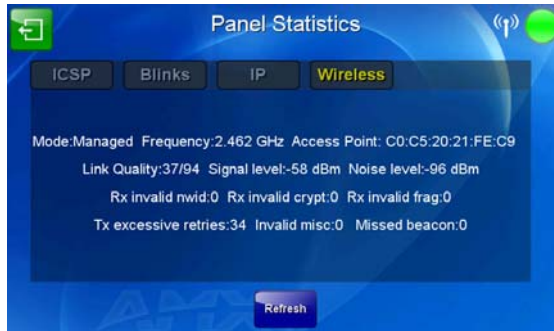 Panel Statistics
ICSP Blinks IP Wireless
Mode:Managed Frequency:2.462 GHz Access Point: C0:C5:20:21:FE:C9
Link Quality:37/94 Signal level:-58 dBm Noise level:-96 dBm
Rx invalid nwid:0 Rx invalid crypt:0 Rx invalid frag:0
Tx excessive retries:34 Invalid misc:0 Missed beacon:0
AMX
Refresh